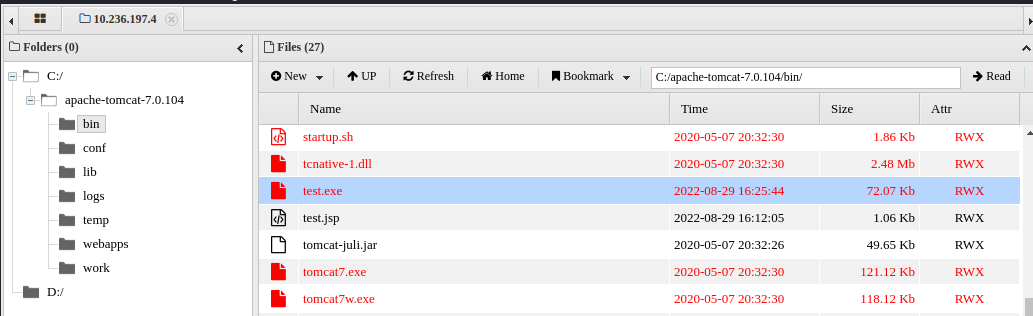 10.236.197.4
Folders (0)
Files (27)
New UP Refresh Home Bookmark C:/apache-tomcat-7.0.104/bin/ Read
C:/
apache-tomcat-7.0.104
bin
conf
lib
logs
temp
webapps
work
D:/
Name Time Size Attr
startup.sh 2020-05-07 20:32:30 1.86 Kb RWX
tcnative-1.dll 2020-05-07 20:32:30 2.48 Mb RWX
test.exe 2022-08-29 16:25:44 72.07 Kb RWX
test.jsp 2022-08-29 16:12:05 1.06 Kb RWX
tomcat-juli.jar 2020-05-07 20:32:26 49.65 Kb RWX
tomcat7.exe 2020-05-07 20:32:30 121.12 Kb RWX
tomcat7w.exe 2020-05-07 20:32:30 118.12 Kb RWX